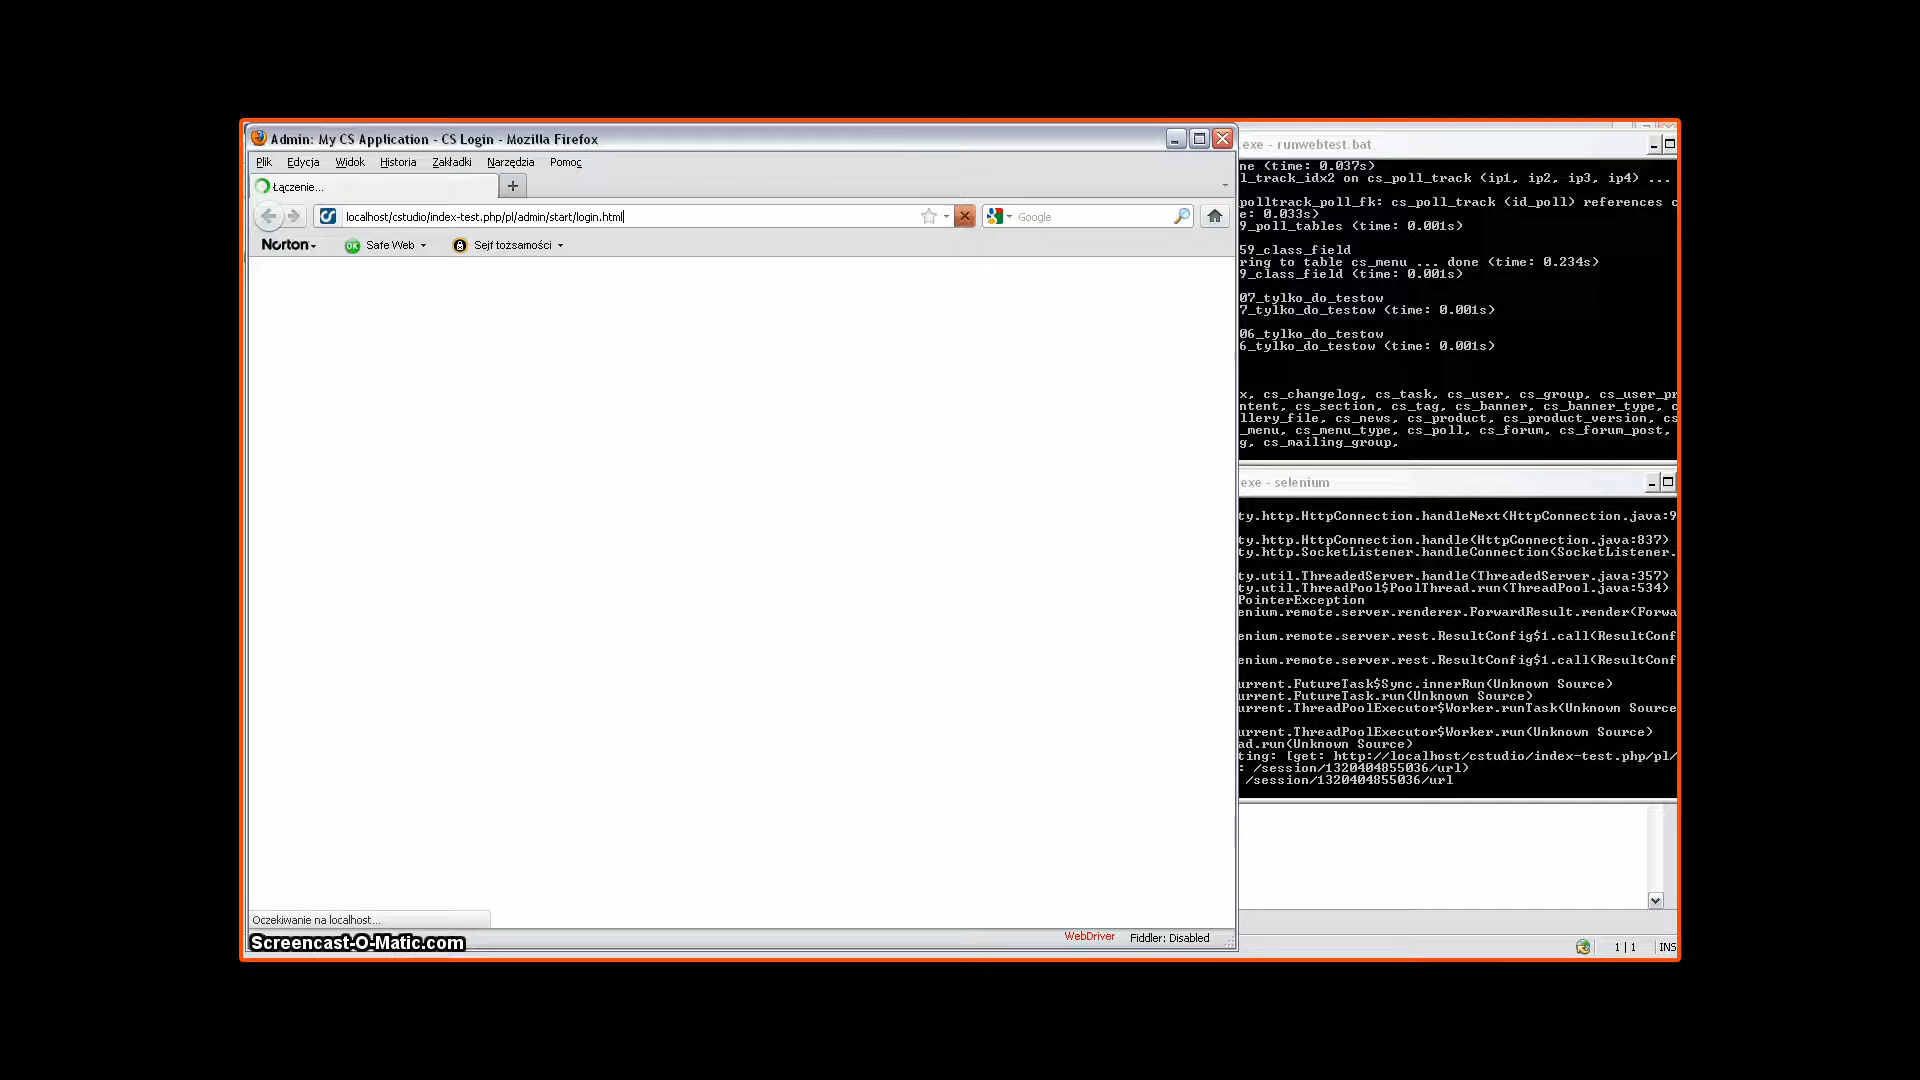 Admin: My CS Application - CS Login - Mozilla Firefox
Plik Edycja Widok Historia Zakładki Narzędzia Pomoc
Łączenie...
localhost/cstudio/index-test.php/pl/admin/start/login.html
Google
Norton
OK Safe Web
Sejf tożsamości
Oczekiwanie na localhost...
Screencast-O-Matic.com
WebDriver
Fiddler: Disabled
.exe - runwebtest.bat
ne (time: 0.037s)
l_track_idx2 on cs_poll_track (ip1, ip2, ip3, ip4) ...
polltrack_poll_fk: cs_poll_track (id_poll) references c
e: 0.033s)
9_poll_tables (time: 0.001s)
59_class_field
ring to table cs_menu ... done (time: 0.234s)
9_class_field (time: 0.001s)
07_tylko_do_testow
7_tylko_do_testow (time: 0.001s)
06_tylko_do_testow
6_tylko_do_testow (time: 0.001s)
x, cs_changelog, cs_task, cs_user, cs_group, cs_user_pr
ntent, cs_section, cs_tag, cs_banner, cs_banner_type, c
llery_file, cs_news, cs_product, cs_product_version, cs
_menu, cs_menu_type, cs_poll, cs_forum, cs_forum_post,
g, cs_mailing_group,
exe - selenium
ty.http.HttpConnection.handleNext(HttpConnection.java:9
ty.http.HttpConnection.handle(HttpConnection.java:837)
ty.http.SocketListener.handleConnection(SocketListener.
ty.util.ThreadedServer.handle(ThreadedServer.java:357)
ty.util.ThreadPool$PoolThread.run(ThreadPool.java:534)
PointerException
enium.remote.server.renderer.ForwardResult.render(Forwa
enium.remote.server.rest.ResultConfig$1.call(ResultConf
enium.remote.server.rest.ResultConfig$1.call(ResultConf
urrent.FutureTask$Sync.innerRun(Unknown Source)
urrent.FutureTask.run(Unknown Source)
urrent.ThreadPoolExecutor$Worker.runTask(Unknown Source
urrent.ThreadPoolExecutor$Worker.run(Unknown Source)
ad.run(Unknown Source)
ting: [get: http://localhost/cstudio/index-test.php/pl/
: /session/1320404855036/url)
/session/1320404855036/url
1 | 1 INS